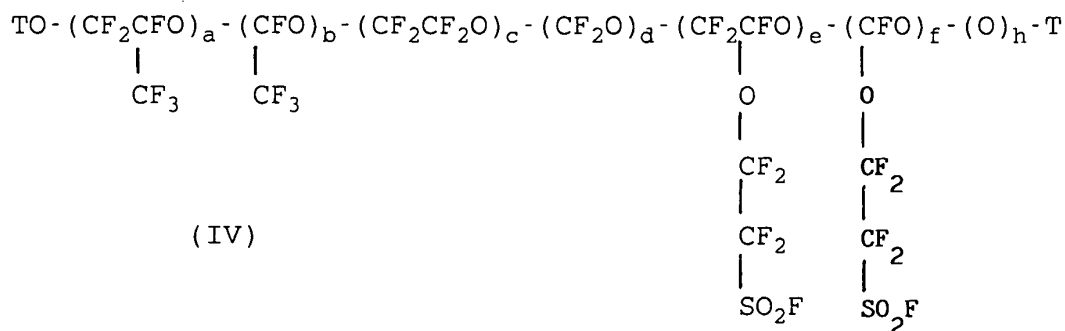 TO-(CF₂CFO)ₐ-(CFO)b-(CF₂CF₂O)c-(CF₂O)d-(CF₂CFO)ₑ-(CFO)f-(O)ₕ-T
CF₃ CF₃ O O
CF₂ CF₂
(IV)
CF₂ CF₂
SO₂F SO₂F